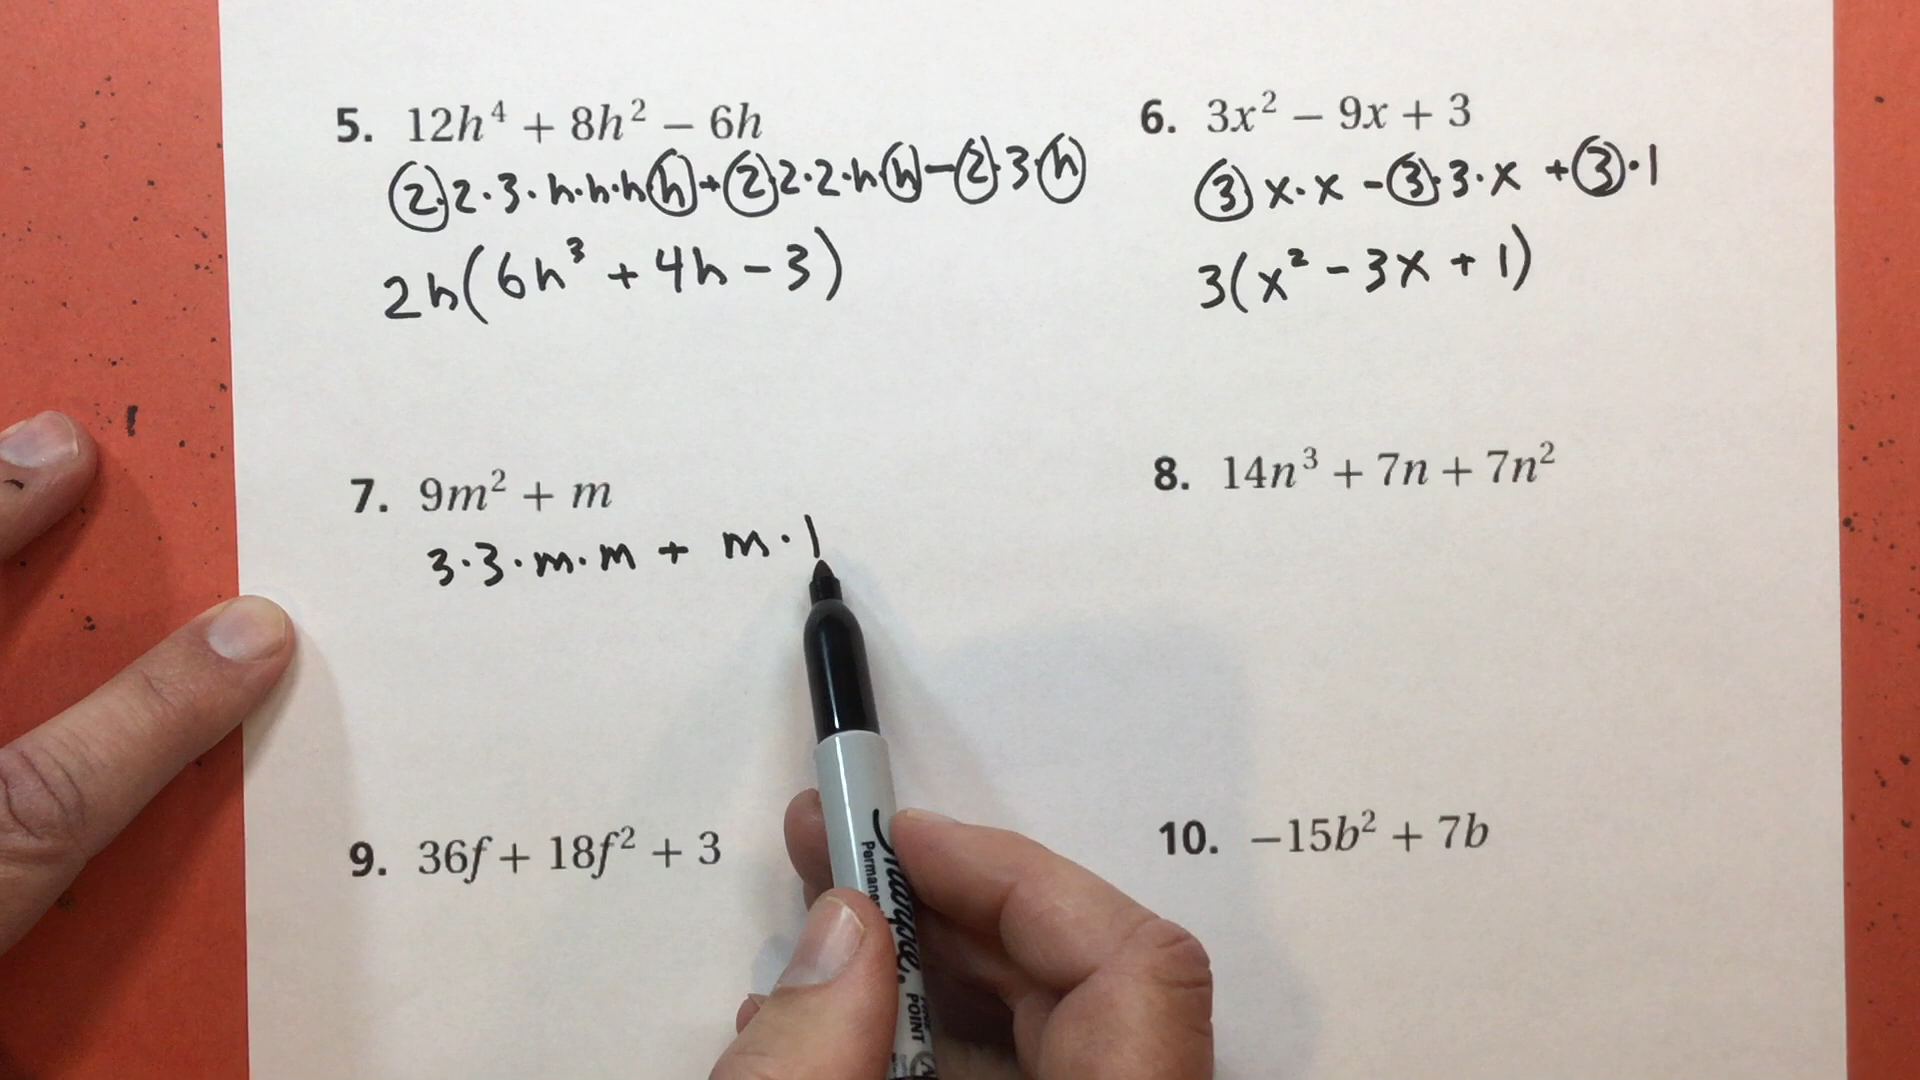 5. 12h⁴ + 8h² – 6h
2·2·3·h·h·h·h+2·2·2·h·h–2·3·h
2h(6h³ + 4h – 3)
6. 3x² – 9x + 3
3·x·x – 3·3·x + 3·1
3(x² – 3x + 1)
7. 9m² + m
3·3·m·m + m·1
8. 14n³ + 7n + 7n²
9. 36f + 18f² + 3
10. –15b² + 7b
Sharpie.
POINT